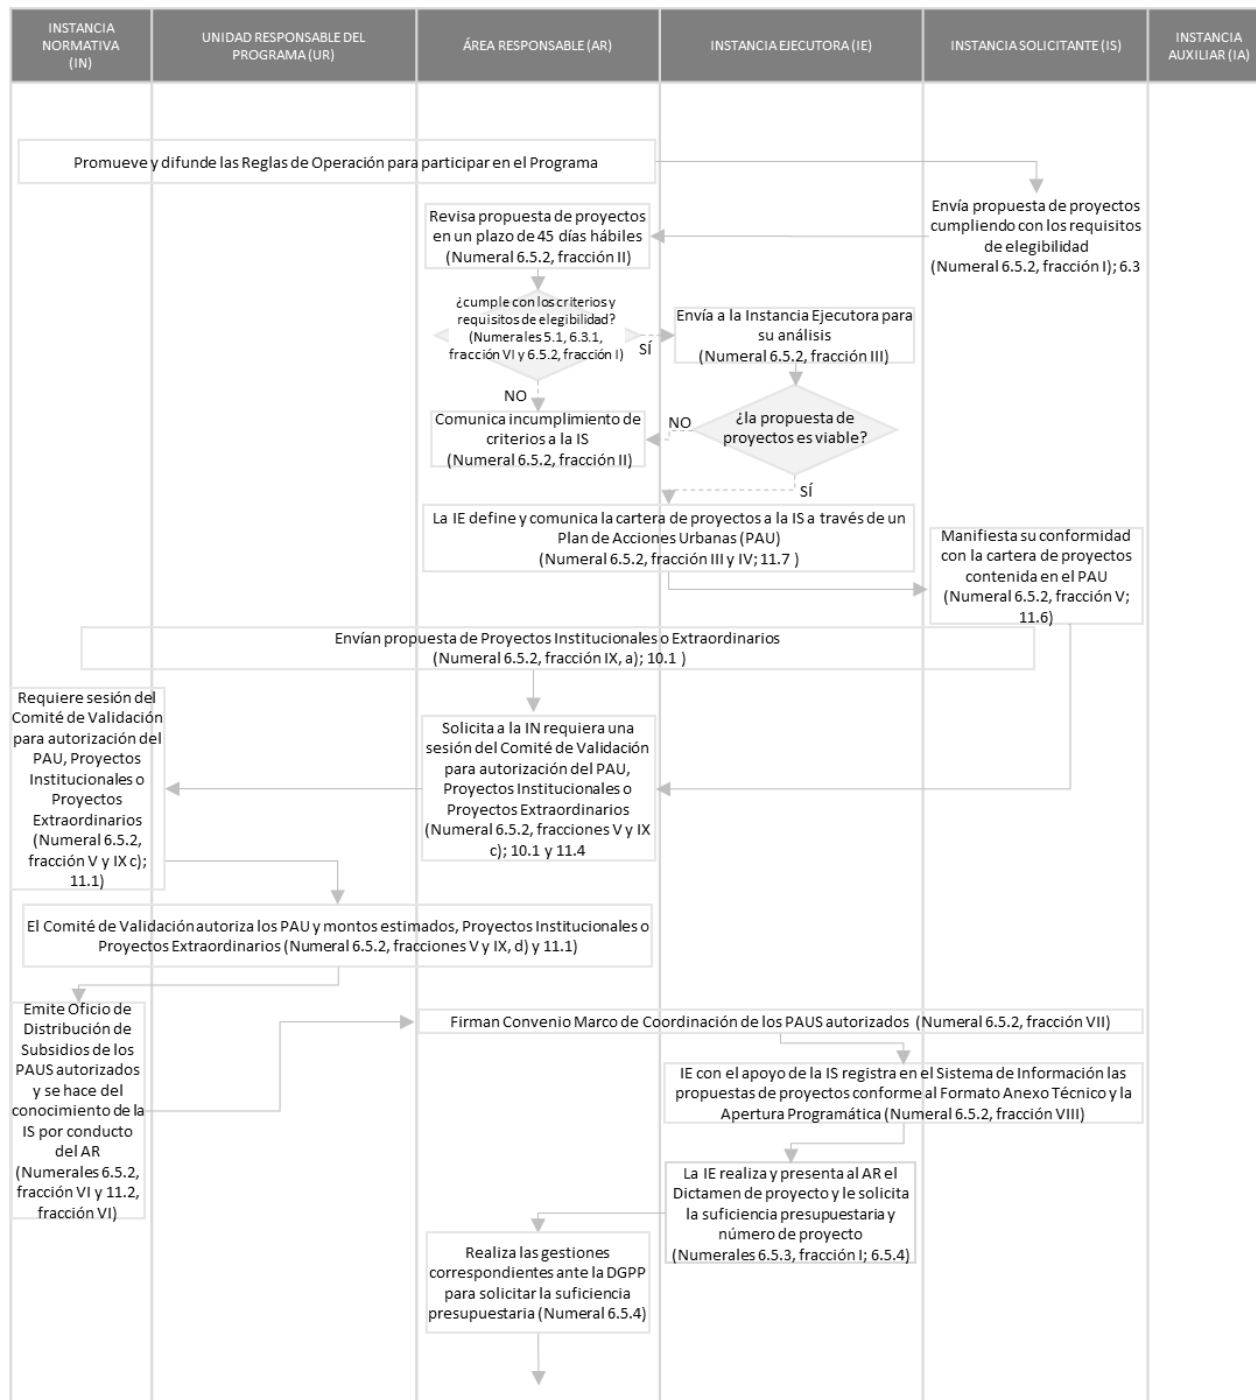 INSTANCIA
NORMATIVA
(IN)
UNIDAD RESPONSABLE DEL
PROGRAMA (UR)
ÁREA RESPONSABLE (AR)
INSTANCIA EJECUTORA (IE)
INSTANCIA SOLICITANTE (IS)
INSTANCIA
AUXILIAR (IA)
Promueve y difunde las Reglas de Operación para participar en el Programa
Envía propuesta de proyectos
cumpliendo con los requisitos
de elegibilidad
(Numeral 6.5.2, fracción I); 6.3
Revisa propuesta de proyectos
en un plazo de 45 días hábiles
(Numeral 6.5.2, fracción II)
¿cumple con los criterios y
requisitos de elegibilidad?
(Numerales 5.1, 6.3.1,
fracción VI y 6.5.2, fracción I)
SÍ
Envía a la Instancia Ejecutora para
su análisis
(Numeral 6.5.2, fracción III)
NO
Comunica incumplimiento de
criterios a la IS
(Numeral 6.5.2, fracción II)
NO
¿la propuesta de
proyectos es viable?
SÍ
La IE define y comunica la cartera de proyectos a la IS a través de un
Plan de Acciones Urbanas (PAU)
(Numeral 6.5.2, fracción III y IV; 11.7 )
Manifiesta su conformidad
con la cartera de proyectos
contenida en el PAU
(Numeral 6.5.2, fracción V;
11.6)
Envían propuesta de Proyectos Institucionales o Extraordinarios
(Numeral 6.5.2, fracción IX, a); 10.1 )
Requiere sesión del
Comité de Validación
para autorización del
PAU, Proyectos
Institucionales o
Proyectos
Extraordinarios
(Numeral 6.5.2,
fracción V y IX c);
11.1)
Solicita a la IN requiera una
sesión del Comité de Validación
para autorización del PAU,
Proyectos Institucionales o
Proyectos Extraordinarios
(Numeral 6.5.2, fracciones V y IX
c); 10.1 y 11.4
El Comité de Validación autoriza los PAU y montos estimados, Proyectos Institucionales o
Proyectos Extraordinarios (Numeral 6.5.2, fracciones V y IX, d) y 11.1)
Emite Oficio de
Distribución de
Subsidios de los
PAUS autorizados
y se hace del
conocimiento de la
IS por conducto
del AR
(Numerales 6.5.2,
fracción VI y 11.2,
fracción VI)
Firman Convenio Marco de Coordinación de los PAUS autorizados (Numeral 6.5.2, fracción VII)
IE con el apoyo de la IS registra en el Sistema de Información las
propuestas de proyectos conforme al Formato Anexo Técnico y la
Apertura Programática (Numeral 6.5.2, fracción VIII)
La IE realiza y presenta al AR el
Dictamen de proyecto y le solicita
la suficiencia presupuestaria y
número de proyecto
(Numerales 6.5.3, fracción I; 6.5.4)
Realiza las gestiones
correspondientes ante la DGPP
para solicitar la suficiencia
presupuestaria (Numeral 6.5.4)